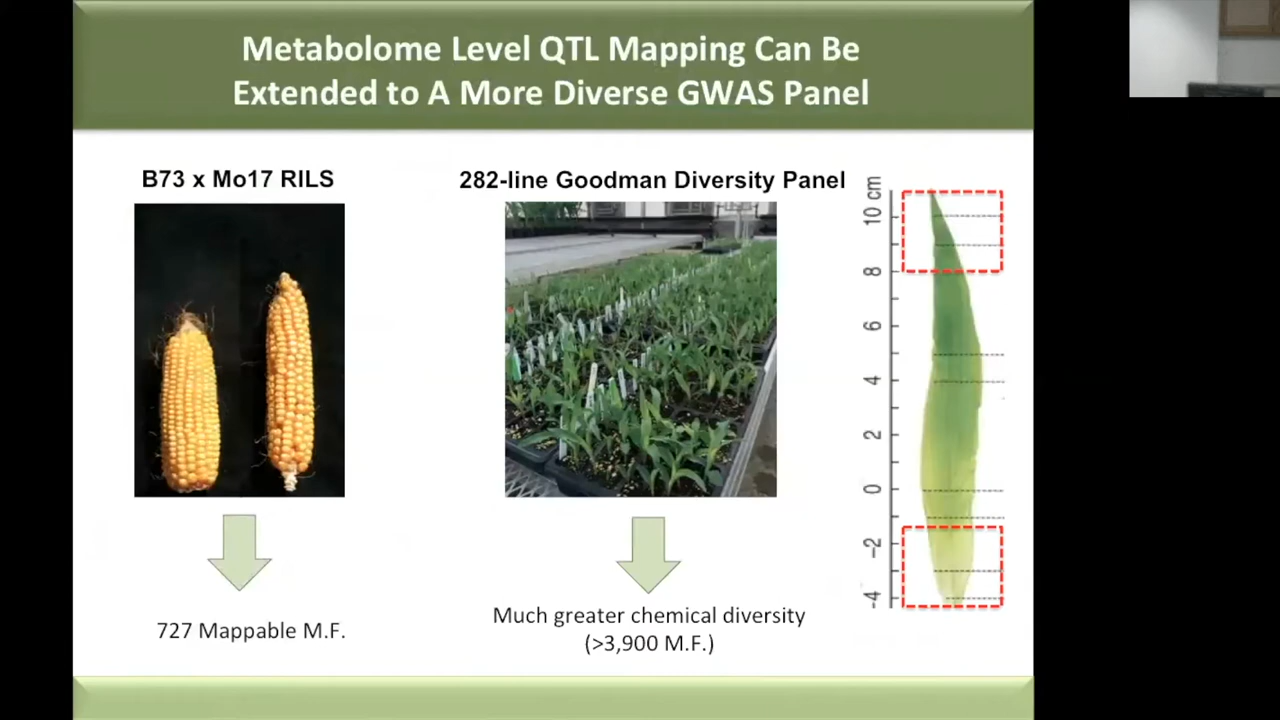 Metabolome Level QTL Mapping Can Be
Extended to A More Diverse GWAS Panel
B73 x Mo17 RILS
282-line Goodman Diversity Panel
10 cm
8
6
4
2
0
-2
-4
727 Mappable M.F.
Much greater chemical diversity
(>3,900 M.F.)